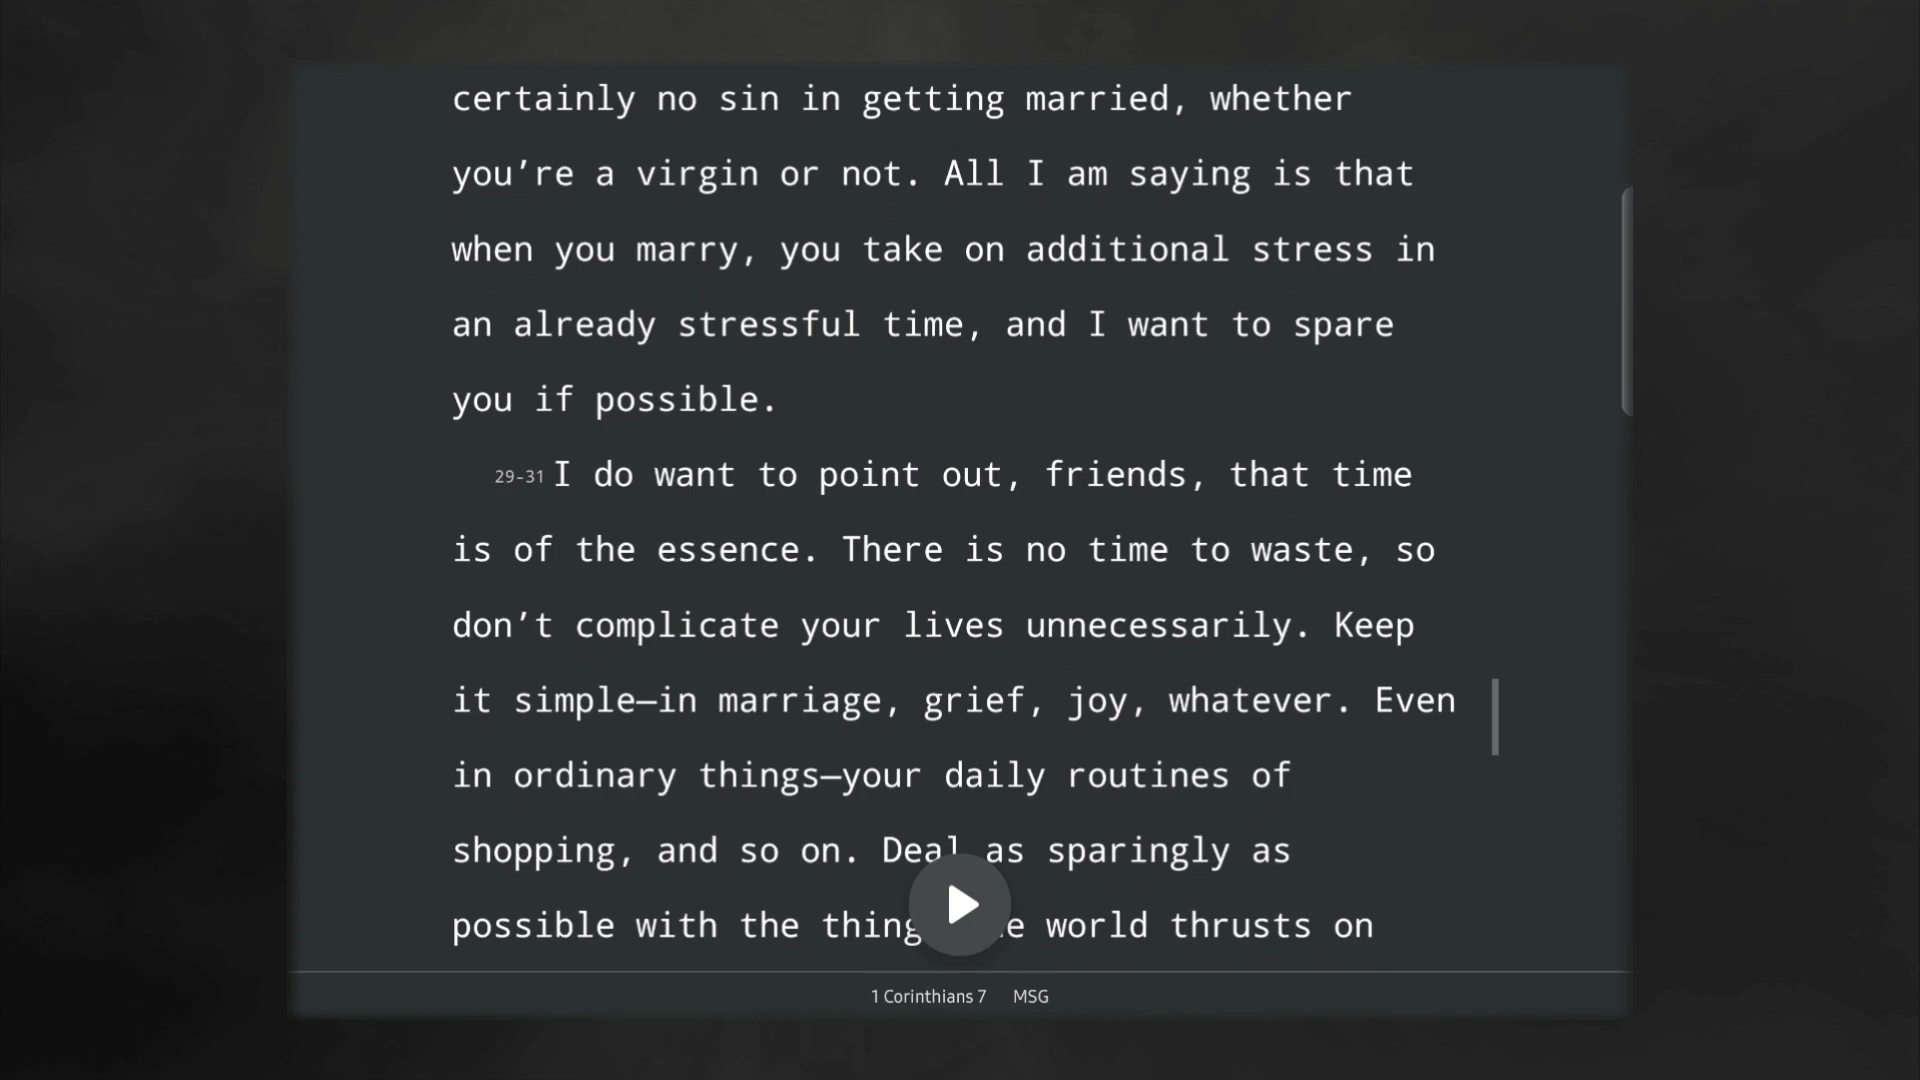 certainly no sin in getting married, whether
you’re a virgin or not. All I am saying is that
when you marry, you take on additional stress in
an already stressful time, and I want to spare
you if possible.
29-31 I do want to point out, friends, that time
is of the essence. There is no time to waste, so
don’t complicate your lives unnecessarily. Keep
it simple—in marriage, grief, joy, whatever. Even
in ordinary things—your daily routines of
shopping, and so on. Deal as sparingly as
possible with the world thrusts on
1 Corinthians 7 MSG